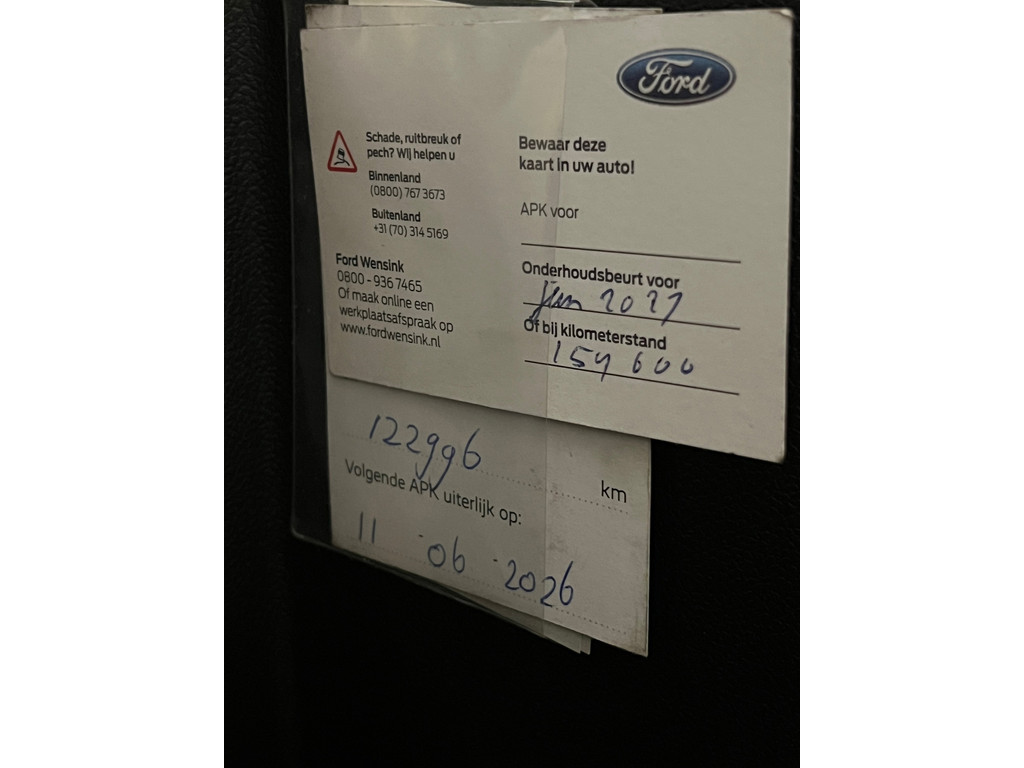 Ford
Schade, ruitbreuk of
pech? Wij helpen u
Binnenland
(0800) 767 3673
Buitenland
+31 (70) 314 5169
Ford Wensink
0800 - 936 7465
Of maak online een
werkplaatsafspraak op
www.fordwensink.nl
Bewaar deze
kaart in uw auto!
APK voor
Onderhoudsbeurt voor
jun 2027
Of bij kilometerstand
154 600
122996
km
Volgende APK uiterlijk op:
11 - 06 - 2026